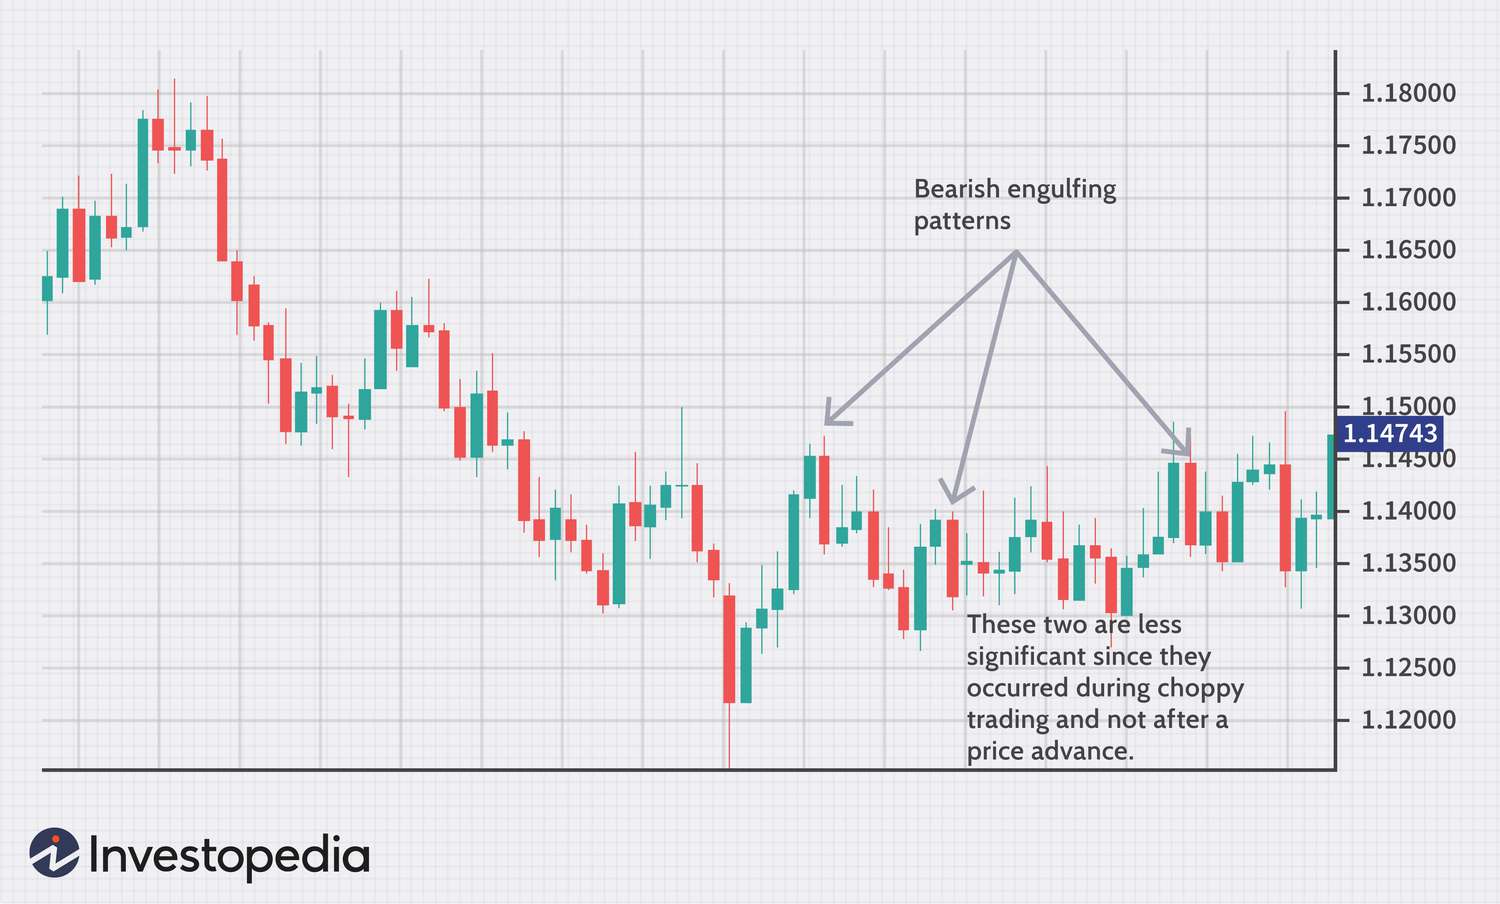 1.18000
1.17500
Bearish engulfing
patterns
1.17000
1.16500
1.16000
1.15500
1.15000
1.14743
1.14500
1.14000
1.13500
1.13000
These two are less
significant since they
occurred during choppy
trading and not after a
price advance.
1.12500
1.12000
Investopedia